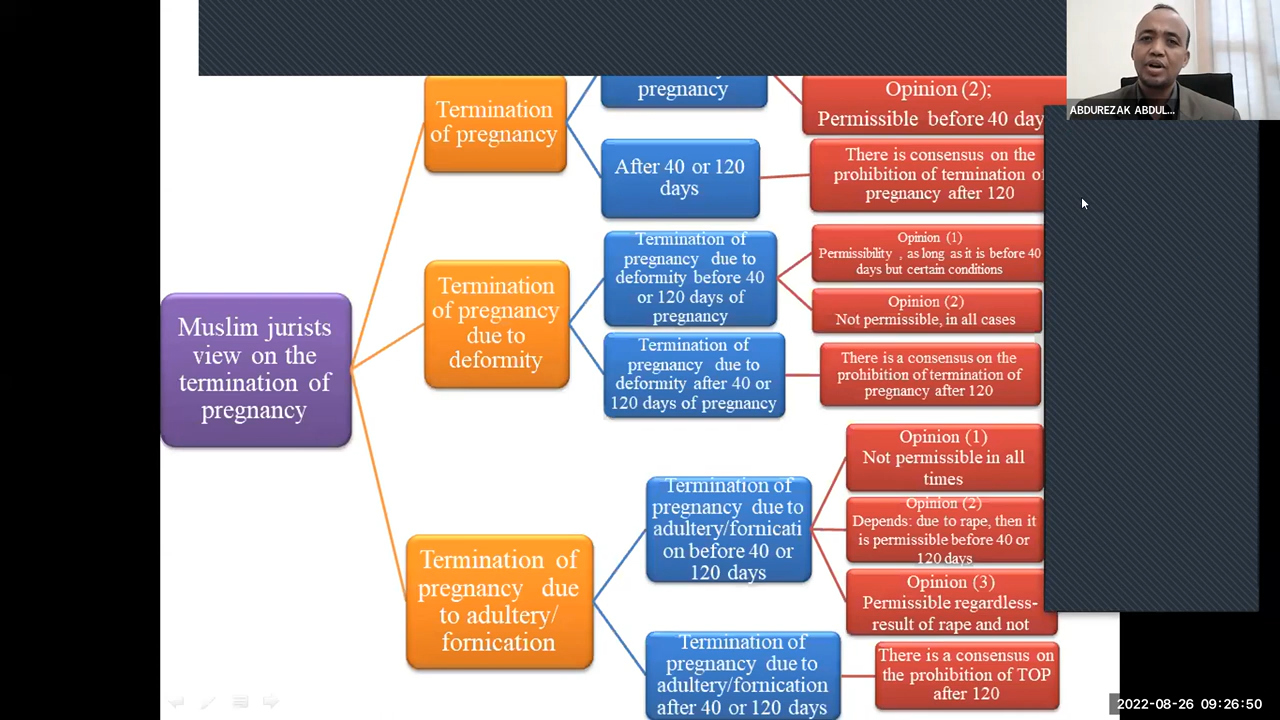 ABDUREZAK ABDUL...
Muslim jurists
view on the
termination of
pregnancy
Termination
of pregnancy
pregnancy
Opinion (2);
Permissible before 40 day
After 40 or 120
days
There is consensus on the
prohibition of termination of
pregnancy after 120
Termination
of pregnancy
due to
deformity
Termination of
pregnancy due to
deformity before 40
or 120 days of
pregnancy
Opinion (1)
Permissibility , as long as it is before 40
days but certain conditions
Opinion (2)
Not permissible, in all cases
Termination of
pregnancy due to
deformity after 40 or
120 days of pregnancy
There is a consensus on the
prohibition of termination of
pregnancy after 120
Termination of
pregnancy due
to adultery/
fornication
Termination of
pregnancy due to
adultery/fornicati
on before 40 or
120 days
Opinion (1)
Not permissible in all
times
Opinion (2)
Depends: due to rape, then it
is permissible before 40 or
120 days
Opinion (3)
Permissible regardless-
result of rape and not
Termination of
pregnancy due to
adultery/fornication
after 40 or 120 days
There is a consensus on
the prohibition of TOP
after 120
2022-08-26 09:26:50